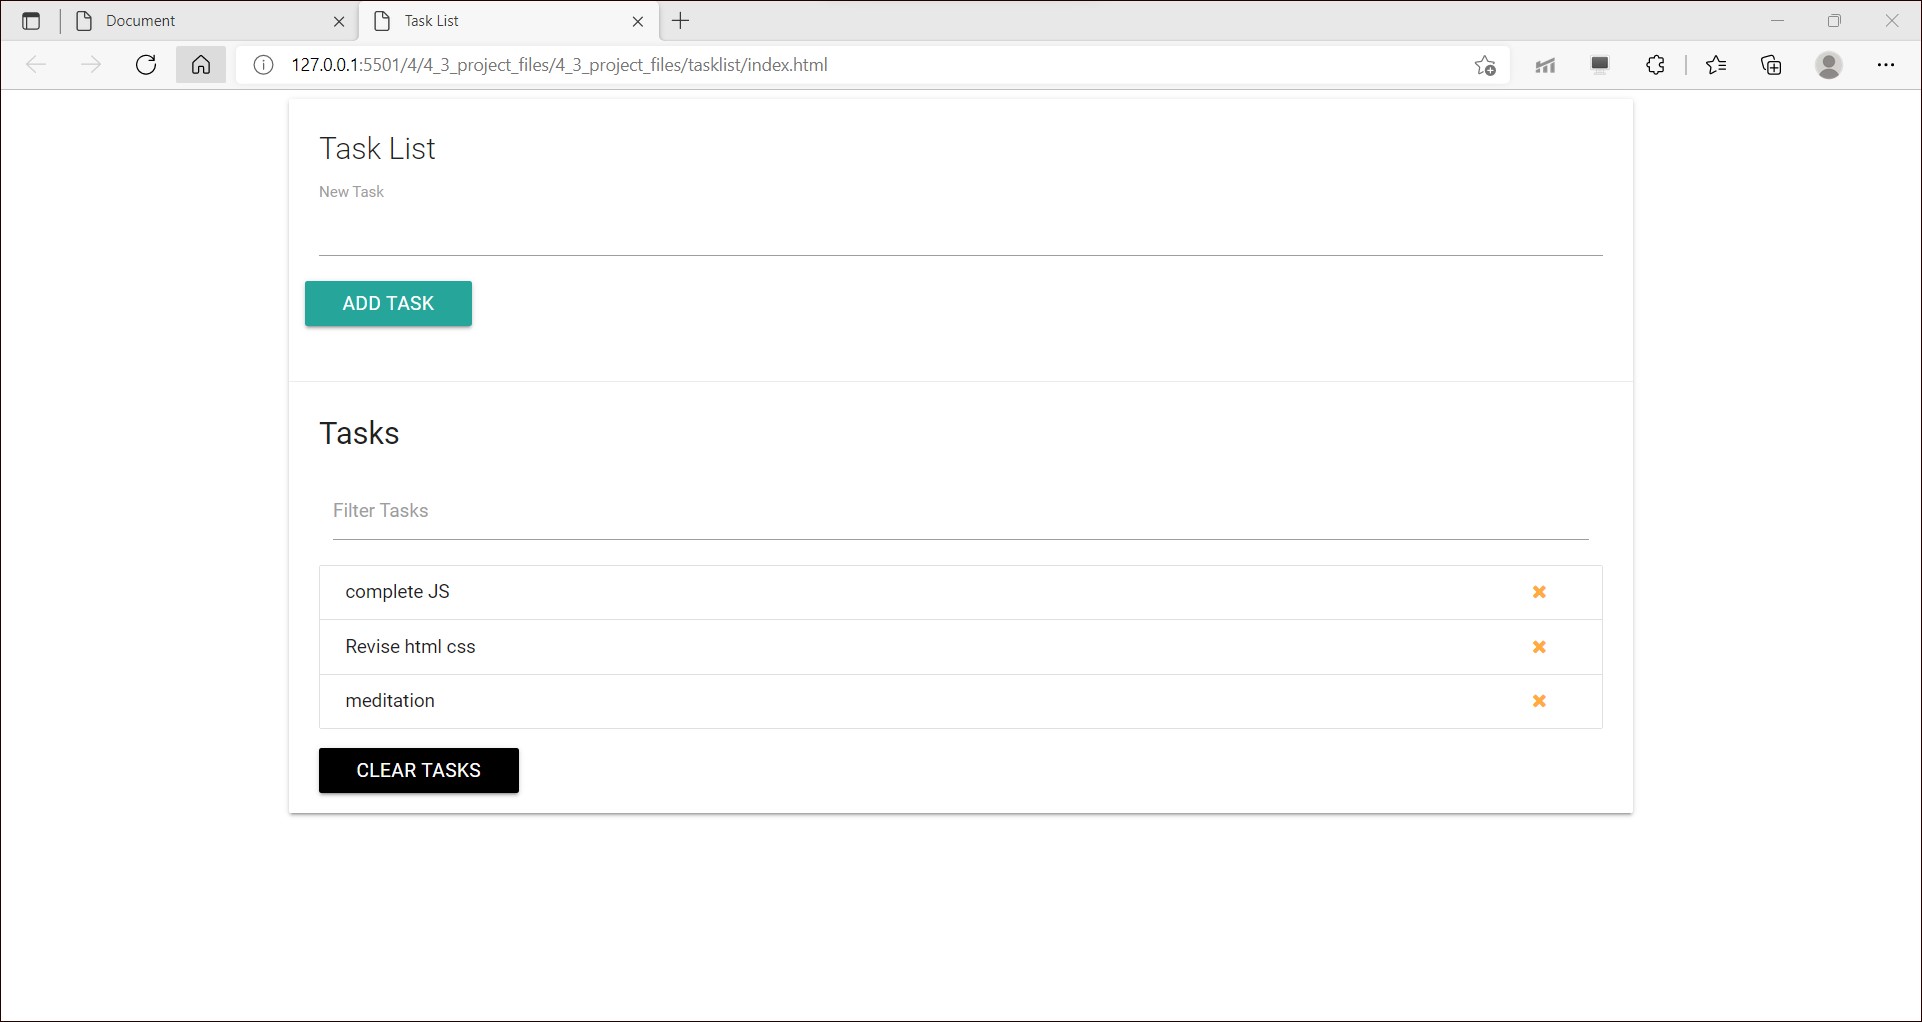 Document
Task List
127.0.0.1:5501/4/4_3_project_files/4_3_project_files/tasklist/index.html
Task List
New Task
ADD TASK
Tasks
Filter Tasks
complete JS
Revise html css
meditation
CLEAR TASKS